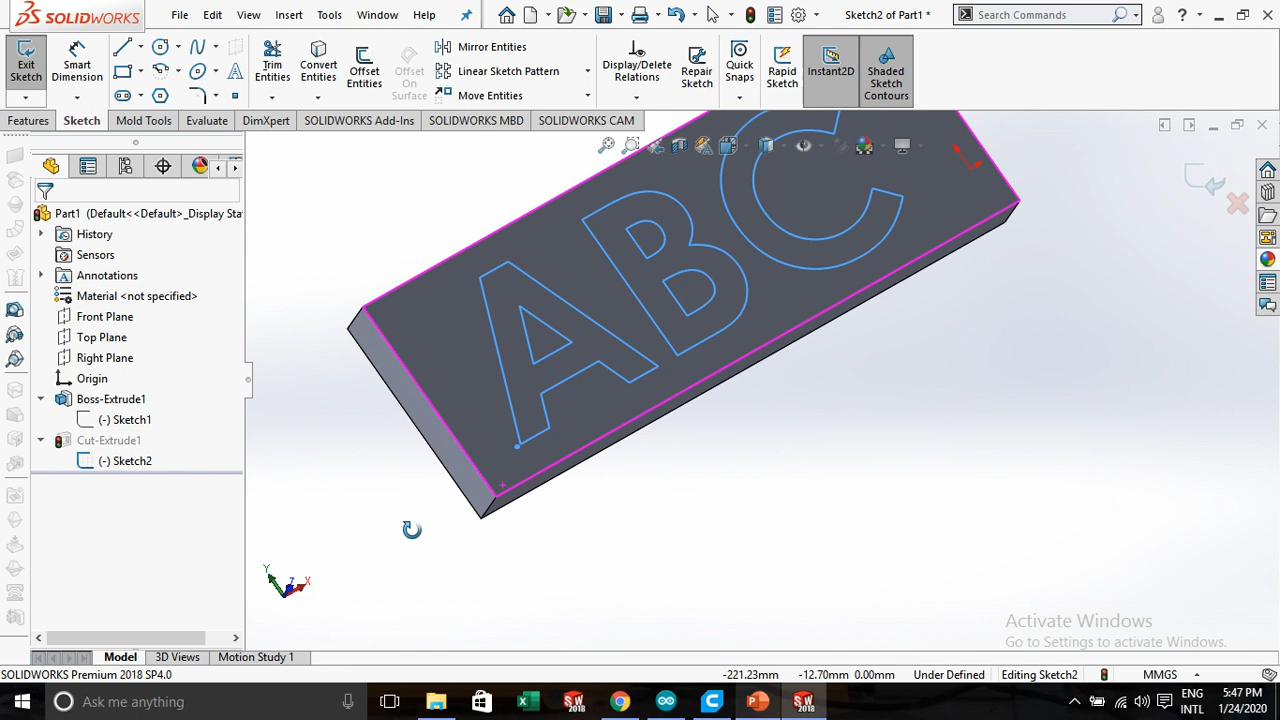 SOLIDWORKS File Edit View Insert Tools Window Help Sketch2 of Part1 * Search Commands ?
Exit Sketch
Smart Dimension
Trim Entities
Convert Entities
Offset Entities
Offset On Surface
Mirror Entities
Linear Sketch Pattern
Move Entities
Display/Delete Relations
Repair Sketch
Quick Snaps
Rapid Sketch
Instant2D
Shaded Sketch Contours
Features Sketch Mold Tools Evaluate DimXpert SOLIDWORKS Add-Ins SOLIDWORKS MBD SOLIDWORKS CAM
Part1 (Default<<Default>_Display Sta
History
Sensors
Annotations
Material <not specified>
Front Plane
Top Plane
Right Plane
Origin
Boss-Extrude1
(-) Sketch1
Cut-Extrude1
(-) Sketch2
ABC
Y Z X
Activate Windows
Go to Settings to activate Windows.
Model 3D Views Motion Study 1
SOLIDWORKS Premium 2018 SP4.0 -221.23mm -12.70mm 0.00mm Under Defined Editing Sketch2 MMGS
Ask me anything
SW 2018
SW 2018
ENG
INTL
5:47 PM
1/24/2020